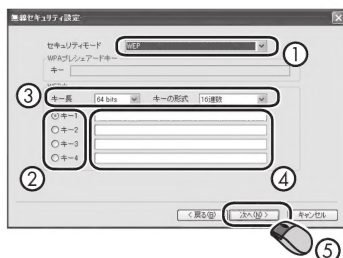 無線セキュリティ設定
セキュリティモード WEP ①
WPAプレシェアードキー
キー
③ キー長 64 bits キーの形式 16進数
キー1
キー2
キー3
キー4
② ④
< 戻る(B) 次へ(N) > キャンセル
⑤